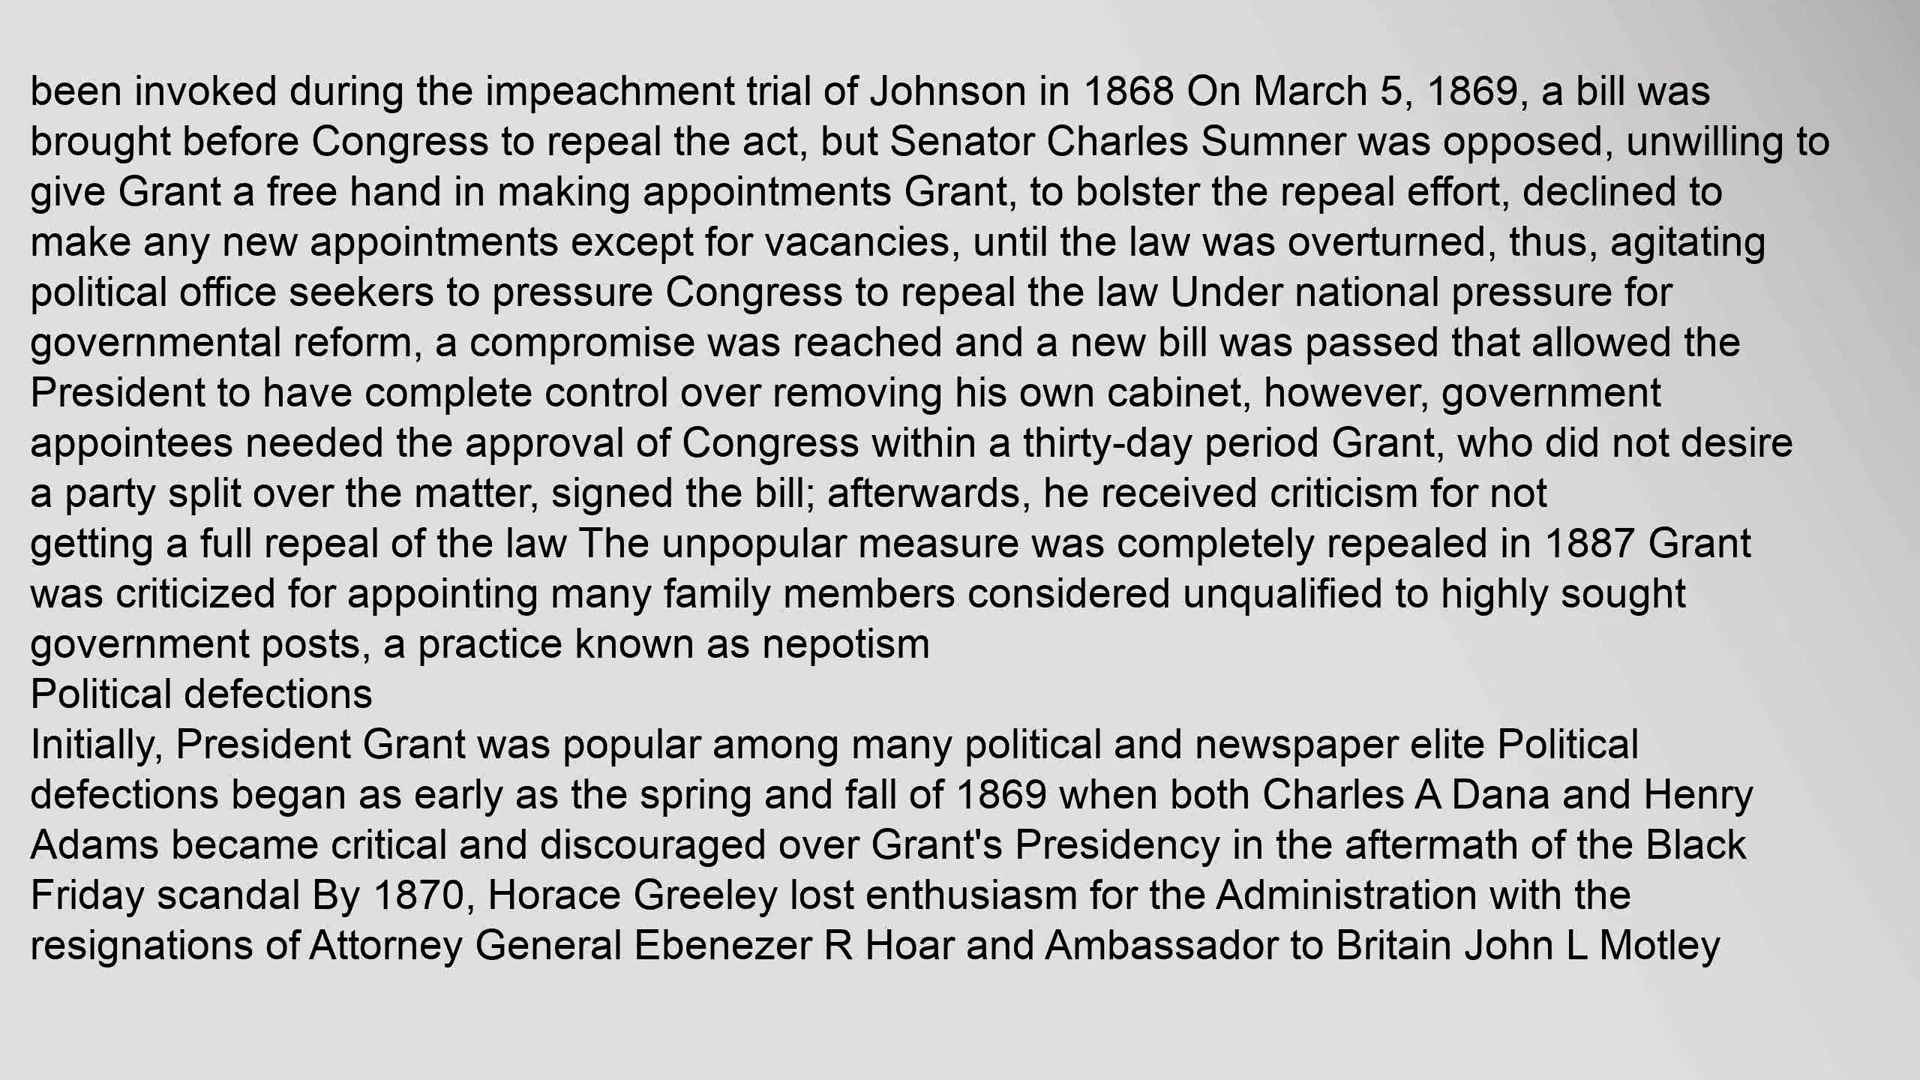 been invoked during the impeachment trial of Johnson in 1868 On March 5, 1869, a bill was
brought before Congress to repeal the act, but Senator Charles Sumner was opposed, unwilling to
give Grant a free hand in making appointments Grant, to bolster the repeal effort, declined to
make any new appointments except for vacancies, until the law was overturned, thus, agitating
political office seekers to pressure Congress to repeal the law Under national pressure for
governmental reform, a compromise was reached and a new bill was passed that allowed the
President to have complete control over removing his own cabinet, however, government
appointees needed the approval of Congress within a thirty-day period Grant, who did not desire
a party split over the matter, signed the bill; afterwards, he received criticism for not
getting a full repeal of the law The unpopular measure was completely repealed in 1887 Grant
was criticized for appointing many family members considered unqualified to highly sought
government posts, a practice known as nepotism
Political defections
Initially, President Grant was popular among many political and newspaper elite Political
defections began as early as the spring and fall of 1869 when both Charles A Dana and Henry
Adams became critical and discouraged over Grant's Presidency in the aftermath of the Black
Friday scandal By 1870, Horace Greeley lost enthusiasm for the Administration with the
resignations of Attorney General Ebenezer R Hoar and Ambassador to Britain John L Motley